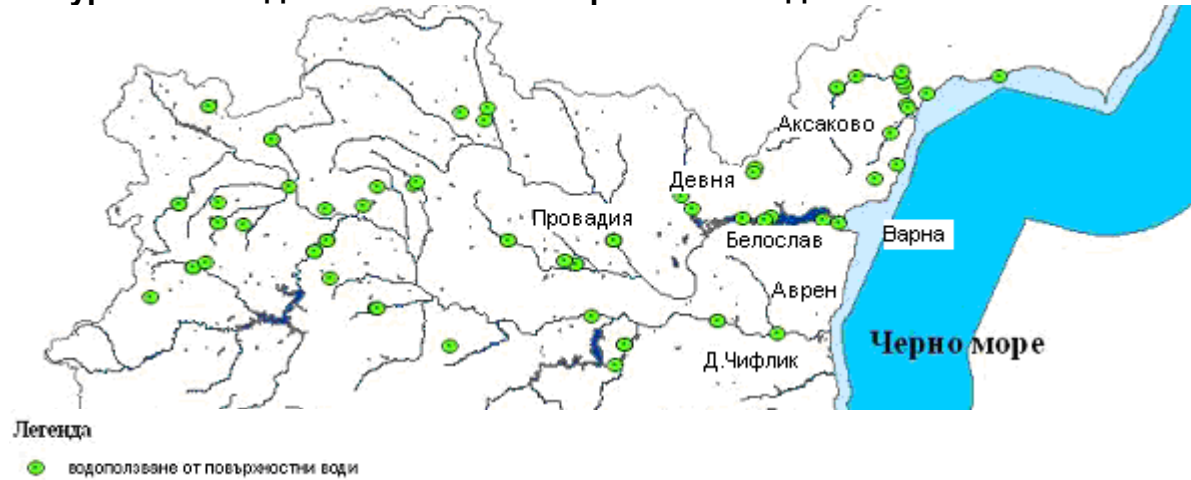 Аксаково
Девня
Провадия
Белослав
Варна
Аврен
Черно море
Д.Чифлик
Легенда
водоползване от повърхностни води